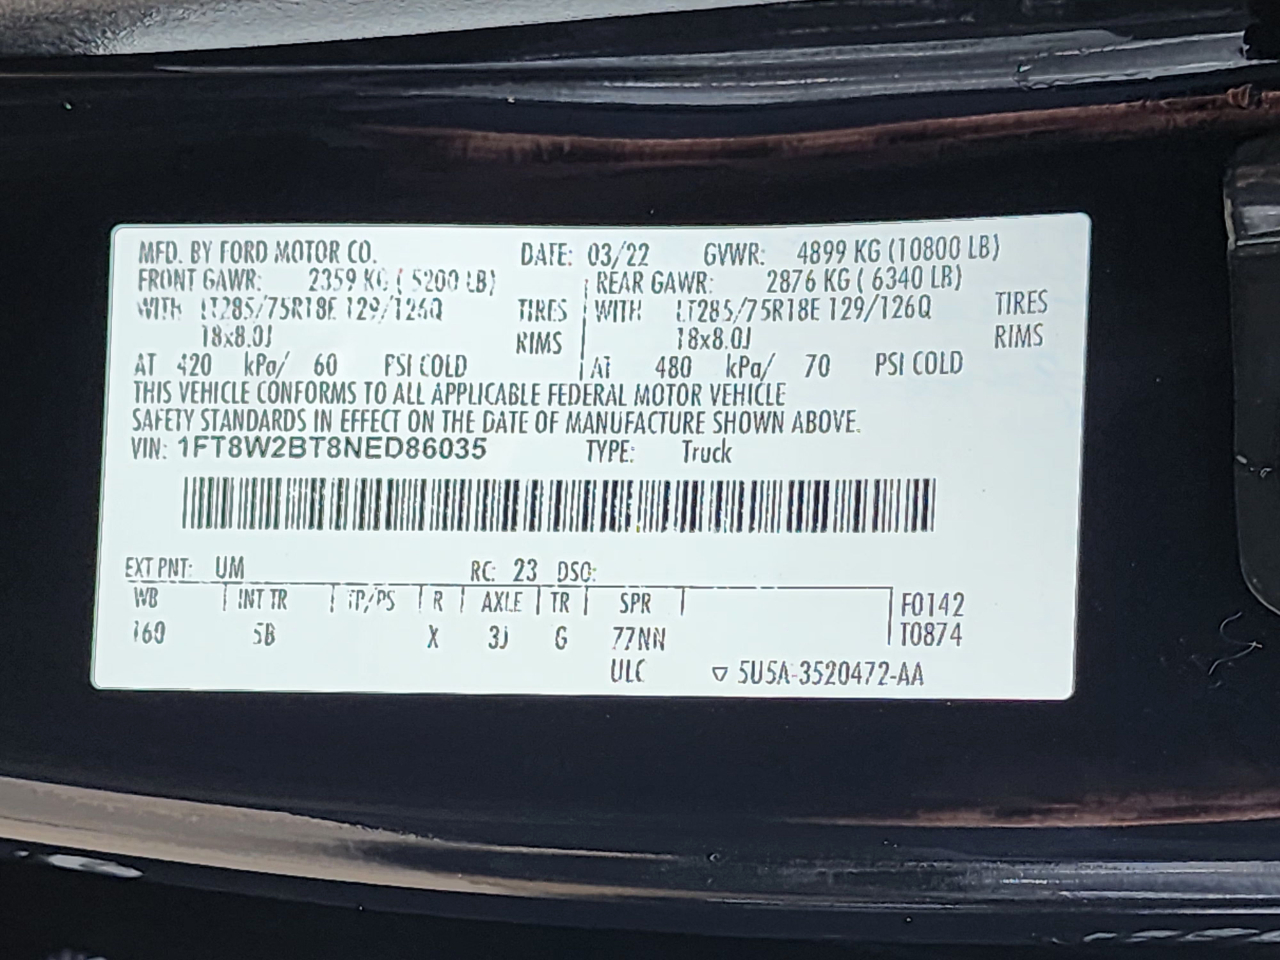 MFD. BY FORD MOTOR CO. DATE: 03/22 GVWR: 4899 KG (10800 LB)
FRONT GAWR: 2359 KG ( 5200 LB) REAR GAWR: 2876 KG ( 6340 LB)
WITH LT285/75R18E 129/126Q TIRES WITH LT285/75R18E 129/126Q TIRES
18x8.0J RIMS 18x8.0J RIMS
AT 420 kPa/ 60 PSI COLD AT 480 kPa/ 70 PSI COLD
THIS VEHICLE CONFORMS TO ALL APPLICABLE FEDERAL MOTOR VEHICLE
SAFETY STANDARDS IN EFFECT ON THE DATE OF MANUFACTURE SHOWN ABOVE.
VIN: 1FT8W2BT8NED86035 TYPE: Truck
EXT PNT: UM RC: 23 DSO:
WB INT TR TP/PS R AXLE TR SPR F0142
160 5B X 3J G 77NN T0874
ULC ▽ 5U5A-3520472-AA